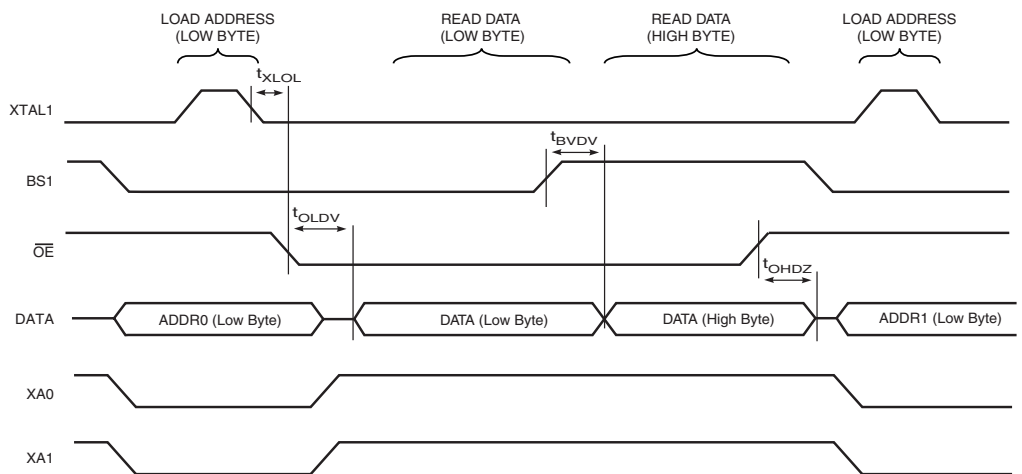 LOAD ADDRESS
(LOW BYTE)
READ DATA
(LOW BYTE)
READ DATA
(HIGH BYTE)
LOAD ADDRESS
(LOW BYTE)
tXLOL
XTAL1
tBVDV
BS1
tOLDV
OE
tOHDZ
DATA
ADDR0 (Low Byte)
DATA (Low Byte)
DATA (High Byte)
ADDR1 (Low Byte)
XA0
XA1